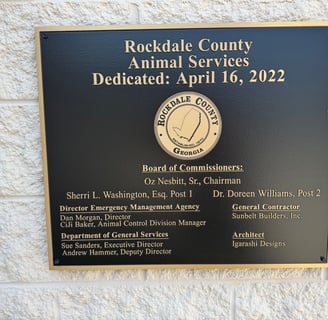 Rockdale County
Animal Services
Dedicated: April 16, 2022
ROCKDALE COUNTY
GEORGIA
Board of Commissioners:
Oz Nesbitt, Sr., Chairman
Sherri L. Washington, Esq. Post 1 Dr. Doreen Williams, Post 2
Director Emergency Management Agency
Dan Morgan, Director
Cili Baker, Animal Control Division Manager
General Contractor
Sunbelt Builders, Inc.
Department of General Services
Sue Sanders, Executive Director
Andrew Hammer, Deputy Director
Architect
Igarashi Designs